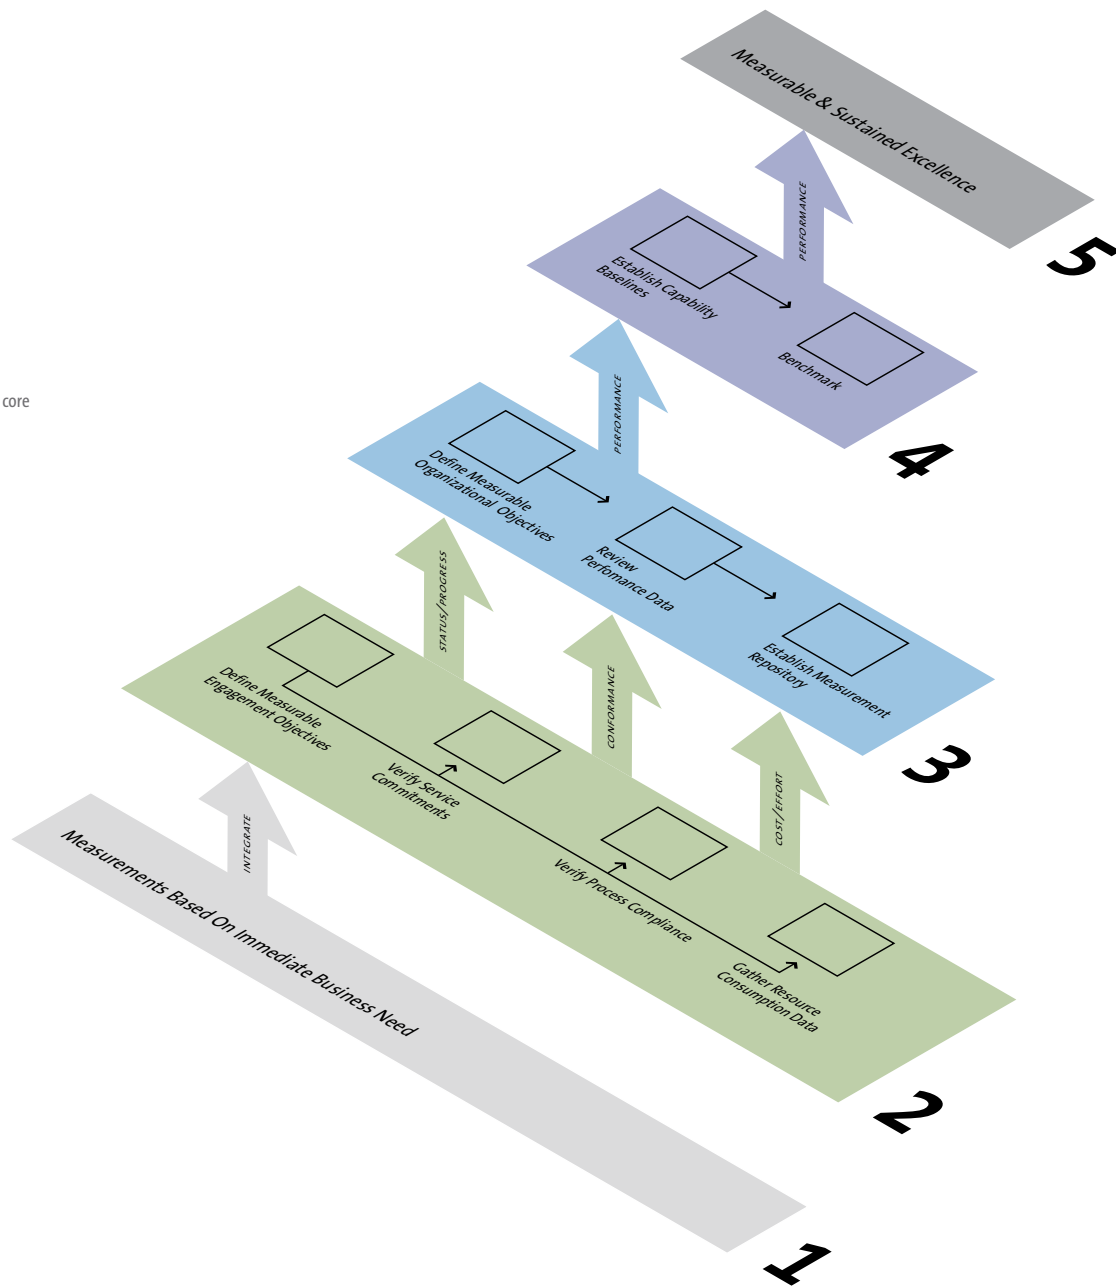 Measurable & Sustained Excellence
5
PERFORMANCE
Establish Capability
Baselines
Benchmark
4
PERFORMANCE
core
Define Measurable
Organizational Objectives
Review
Perfomance Data
Establish Measurement
Repository
3
STATUS/PROGRESS
CONFORMANCE
COST/EFFORT
Define Measurable
Engagement Objectives
Verify Service
Commitments
Verify Process Compliance
Gather Resource
Consumption Data
2
INTEGRATE
Measurements Based On Immediate Business Need
1